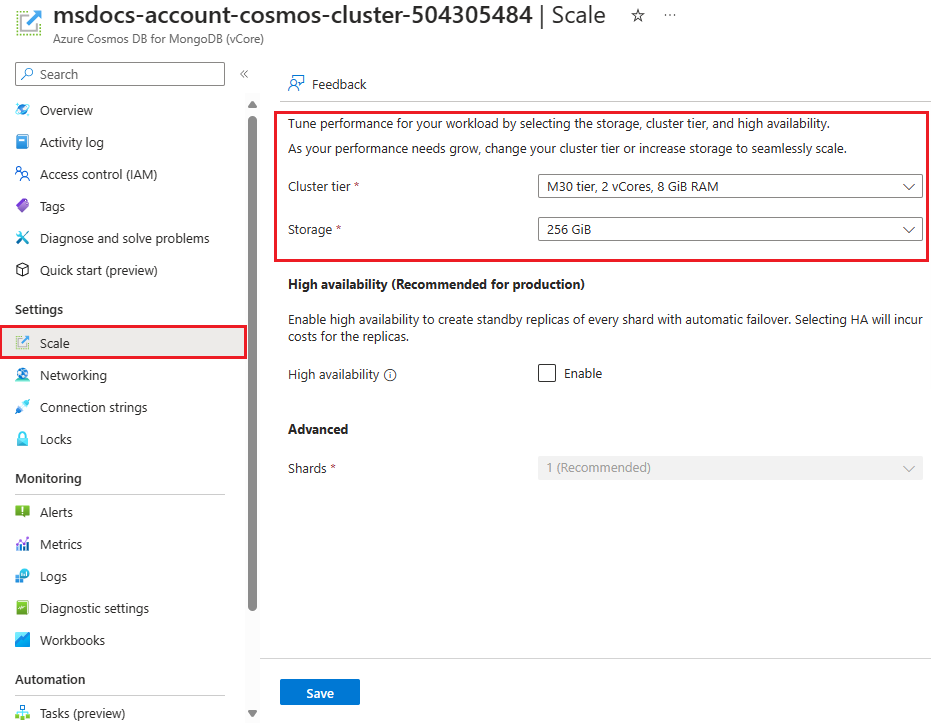 msdocs-account-cosmos-cluster-504305484 | Scale
Azure Cosmos DB for MongoDB (vCore)
Search
Overview
Activity log
Access control (IAM)
Tags
Diagnose and solve problems
Quick start (preview)
Settings
Scale
Networking
Connection strings
Locks
Monitoring
Alerts
Metrics
Logs
Diagnostic settings
Workbooks
Automation
Tasks (preview)
Feedback
Tune performance for your workload by selecting the storage, cluster tier, and high availability.
As your performance needs grow, change your cluster tier or increase storage to seamlessly scale.
Cluster tier * M30 tier, 2 vCores, 8 GiB RAM
Storage * 256 GiB
High availability (Recommended for production)
Enable high availability to create standby replicas of every shard with automatic failover. Selecting HA will incur
costs for the replicas.
High availability Enable
Advanced
Shards * 1 (Recommended)
Save